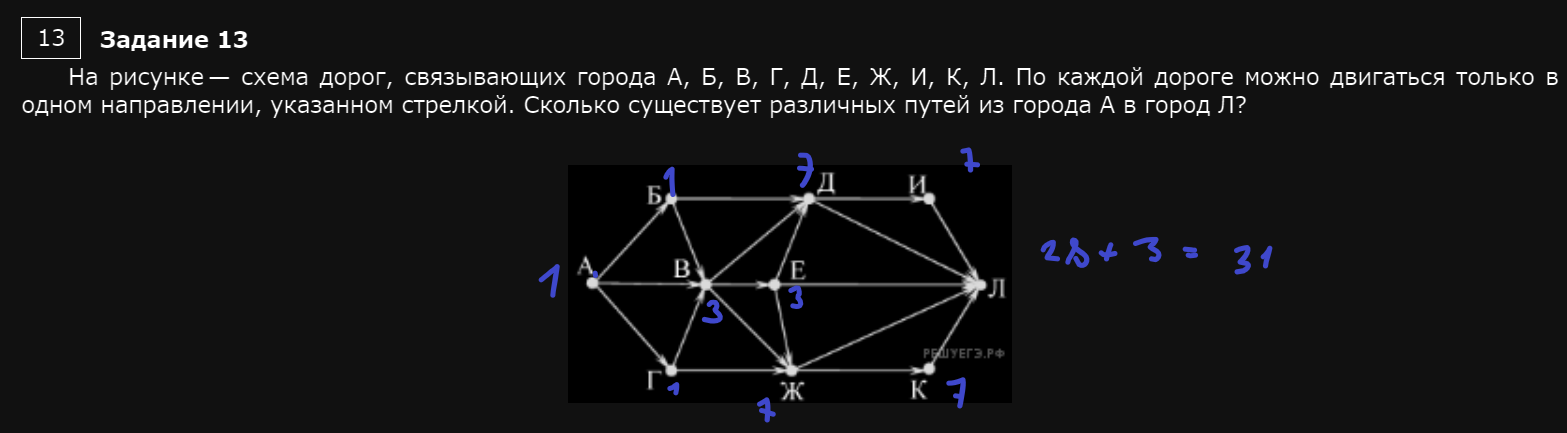 13 Задание 13
На рисунке — схема дорог, связывающих города А, Б, В, Г, Д, Е, Ж, И, К, Л. По каждой дороге можно двигаться только в
одном направлении, указанном стрелкой. Сколько существует различных путей из города А в город Л?
1 7 7
Б Д И
28 + 3 = 31
А В Е
1 3 3 Л
РЕШУЕГЭ.РФ
Г 1 Ж К 7
7